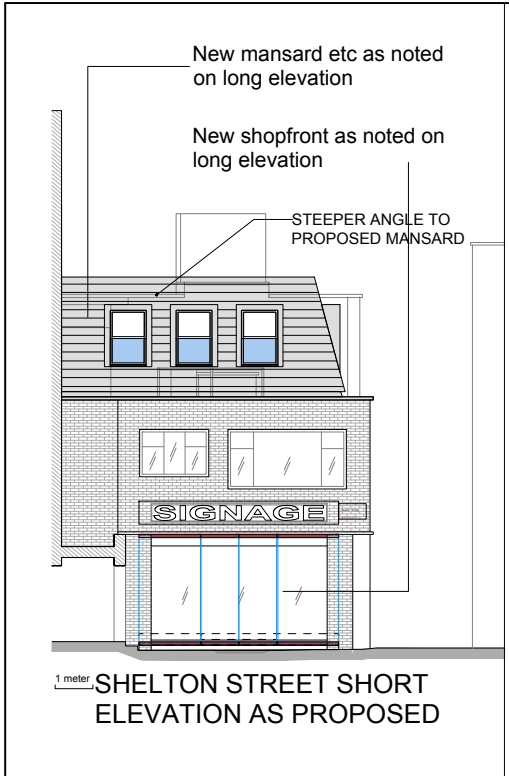 New mansard etc as noted
on long elevation
New shopfront as noted on
long elevation
STEEPER ANGLE TO
PROPOSED MANSARD
SIGNAGE
1 meter
SHELTON STREET SHORT
ELEVATION AS PROPOSED